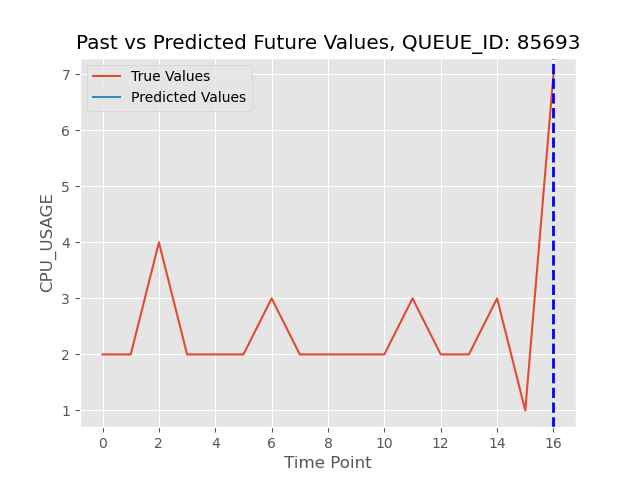 Past vs Predicted Future Values, QUEUE_ID: 85693
True Values
Predicted Values
7
6
5
4
3
2
1
CPU_USAGE
0 2 4 6 8 10 12 14 16
Time Point